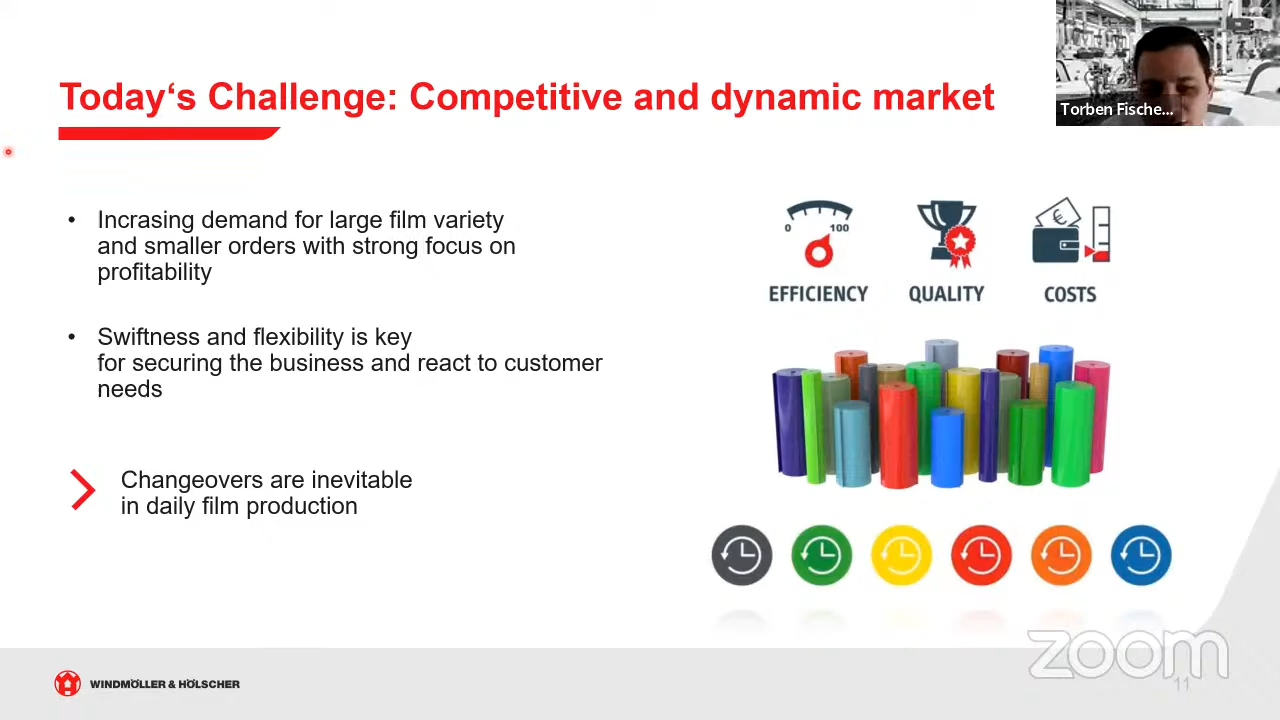 Today‘s Challenge: Competitive and dynamic market
Torben Fische...
• Incrasing demand for large film variety
and smaller orders with strong focus on
profitability
• Swiftness and flexibility is key
for securing the business and react to customer
needs
Changeovers are inevitable
in daily film production
0 100
€
EFFICIENCY QUALITY COSTS
WINDMÖLLER & HÖLSCHER
zoom
11